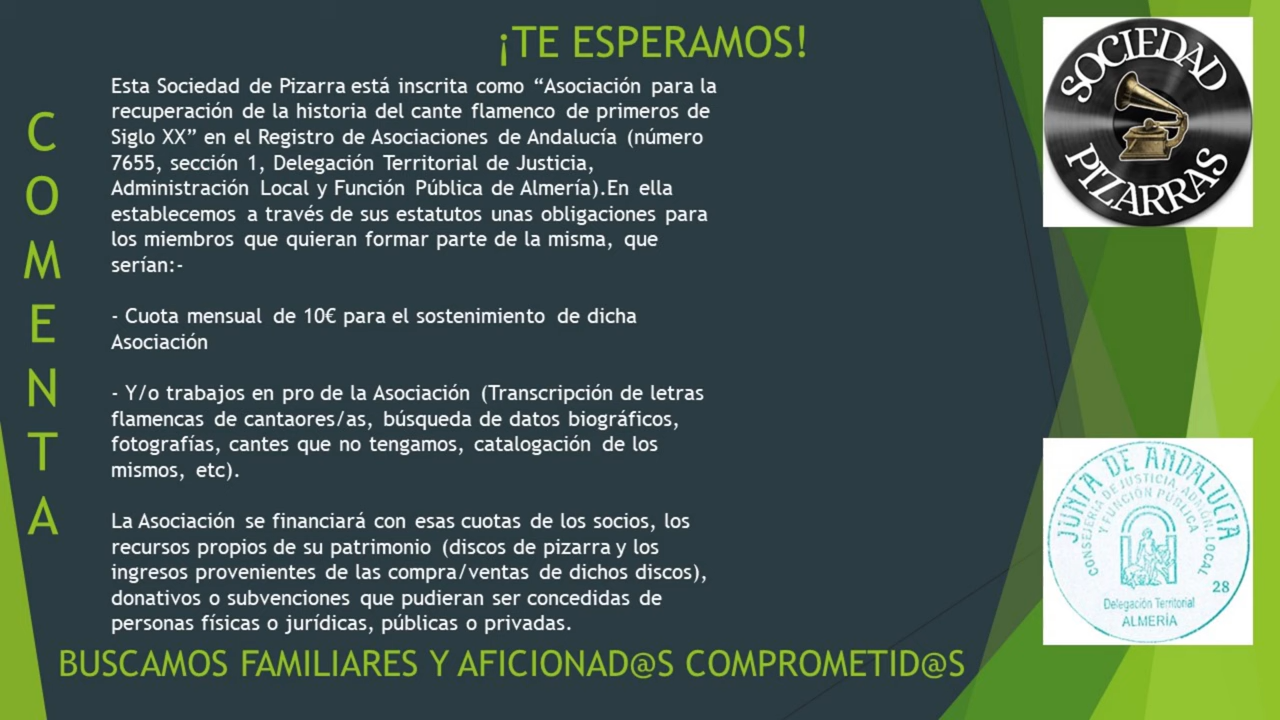 ¡TE ESPERAMOS!
Esta Sociedad de Pizarra está inscrita como “Asociación para la
recuperación de la historia del cante flamenco de primeros de
Siglo XX” en el Registro de Asociaciones de Andalucía (número
7655, sección 1, Delegación Territorial de Justicia,
Administración Local y Función Pública de Almería).En ella
establecemos a través de sus estatutos unas obligaciones para
los miembros que quieran formar parte de la misma, que
serían:-
- Cuota mensual de 10€ para el sostenimiento de dicha
Asociación
- Y/o trabajos en pro de la Asociación (Transcripción de letras
flamencas de cantaores/as, búsqueda de datos biográficos,
fotografías, cantes que no tengamos, catalogación de los
mismos, etc).
La Asociación se financiará con esas cuotas de los socios, los
recursos propios de su patrimonio (discos de pizarra y los
ingresos provenientes de las compra/ventas de dichos discos),
donativos o subvenciones que pudieran ser concedidas de
personas físicas o jurídicas, públicas o privadas.
COMENTA
BUSCAMOS FAMILIARES Y AFICIONAD@S COMPROMETID@S
SOCIEDAD
PIZARRAS
JUNTA DE ANDALUCIA
CONSEJERÍA DE JUSTICIA, ADMÓN. LOCAL
Y FUNCIÓN PÚBLICA
28
Delegación Territorial
ALMERÍA